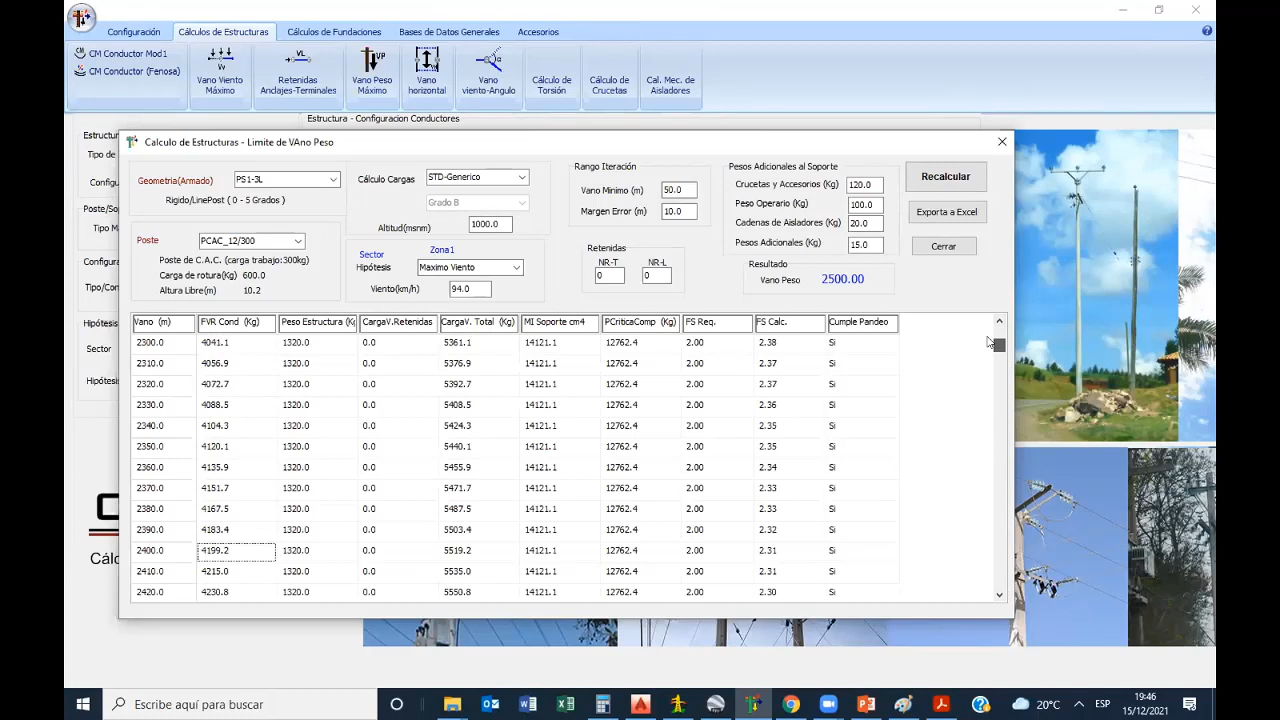 Configuración Cálculos de Estructuras Cálculos de Fundaciones Bases de Datos Generales Accesorios
CM Conductor Mod1
CM Conductor (Fenosa)
Vano Viento Máximo
Retenidas Anclajes-Terminales
Vano Peso Máximo
Vano horizontal
Vano viento-Angulo
Cálculo de Torsión
Cálculo de Crucetas
Cal. Mec. de Aisladores
Estructura - Configuracion Conductores
Calculo de Estructuras - Limite de VAno Peso
Geometria(Armado) PS1-3L
Rigido/LinePost ( 0 - 5 Grados )
Poste PCAC_12/300
Poste de C.A.C. (carga trabajo:300kg)
Carga de rotura(Kg) 600.0
Altura Libre(m) 10.2
Cálculo Cargas STD-Generico
Grado B
Altitud(msnm) 1000.0
Sector Zona1
Hipótesis Maximo Viento
Viento(km/h) 94.0
Rango Iteración
Vano Minimo (m) 50.0
Margen Error (m) 10.0
Retenidas
NR-T NR-L
0 0
Pesos Adicionales al Soporte
Crucetas y Accesorios (Kg) 120.0
Peso Operario (Kg) 100.0
Cadenas de Aisladores (Kg) 20.0
Pesos Adicionales (Kg) 15.0
Resultado
Vano Peso 2500.00
Recalcular
Exporta a Excel
Cerrar
Vano (m) FVR Cond (Kg) Peso Estructura (Kg CargaV.Retenidas CargaV. Total (Kg) MI Soporte cm4 PCriticaComp (Kg) FS Req. FS Calc. Cumple Pandeo
2300.0 4041.1 1320.0 0.0 5361.1 14121.1 12762.4 2.00 2.38 Si
2310.0 4056.9 1320.0 0.0 5376.9 14121.1 12762.4 2.00 2.37 Si
2320.0 4072.7 1320.0 0.0 5392.7 14121.1 12762.4 2.00 2.37 Si
2330.0 4088.5 1320.0 0.0 5408.5 14121.1 12762.4 2.00 2.36 Si
2340.0 4104.3 1320.0 0.0 5424.3 14121.1 12762.4 2.00 2.35 Si
2350.0 4120.1 1320.0 0.0 5440.1 14121.1 12762.4 2.00 2.35 Si
2360.0 4135.9 1320.0 0.0 5455.9 14121.1 12762.4 2.00 2.34 Si
2370.0 4151.7 1320.0 0.0 5471.7 14121.1 12762.4 2.00 2.33 Si
2380.0 4167.5 1320.0 0.0 5487.5 14121.1 12762.4 2.00 2.33 Si
2390.0 4183.4 1320.0 0.0 5503.4 14121.1 12762.4 2.00 2.32 Si
2400.0 4199.2 1320.0 0.0 5519.2 14121.1 12762.4 2.00 2.31 Si
2410.0 4215.0 1320.0 0.0 5535.0 14121.1 12762.4 2.00 2.31 Si
2420.0 4230.8 1320.0 0.0 5550.8 14121.1 12762.4 2.00 2.30 Si
Escribe aquí para buscar
20°C ESP 19:46
15/12/2021